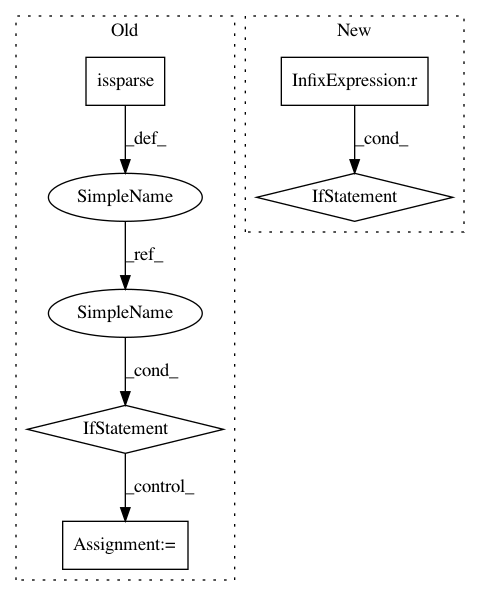 Old
issparse
_def_
SimpleName
_ref_
SimpleName
_cond_
IfStatement
_control_
Assignment:=
New
InfixExpression:r
_cond_
IfStatement